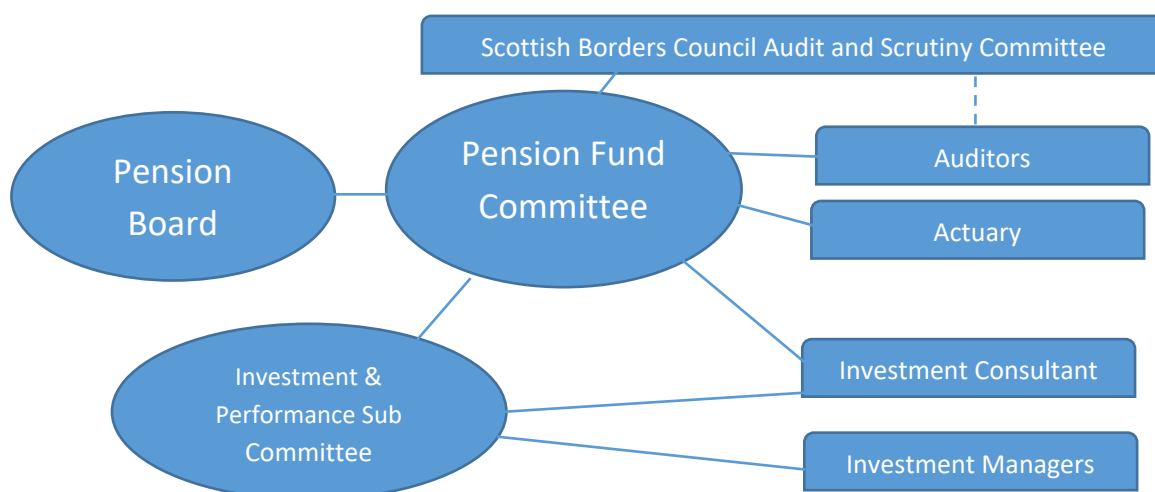 Scottish Borders Council Audit and Scrutiny Committee
Pension Fund
Committee
Pension
Board
Auditors
Actuary
Investment &
Performance Sub
Committee
Investment Consultant
Investment Managers